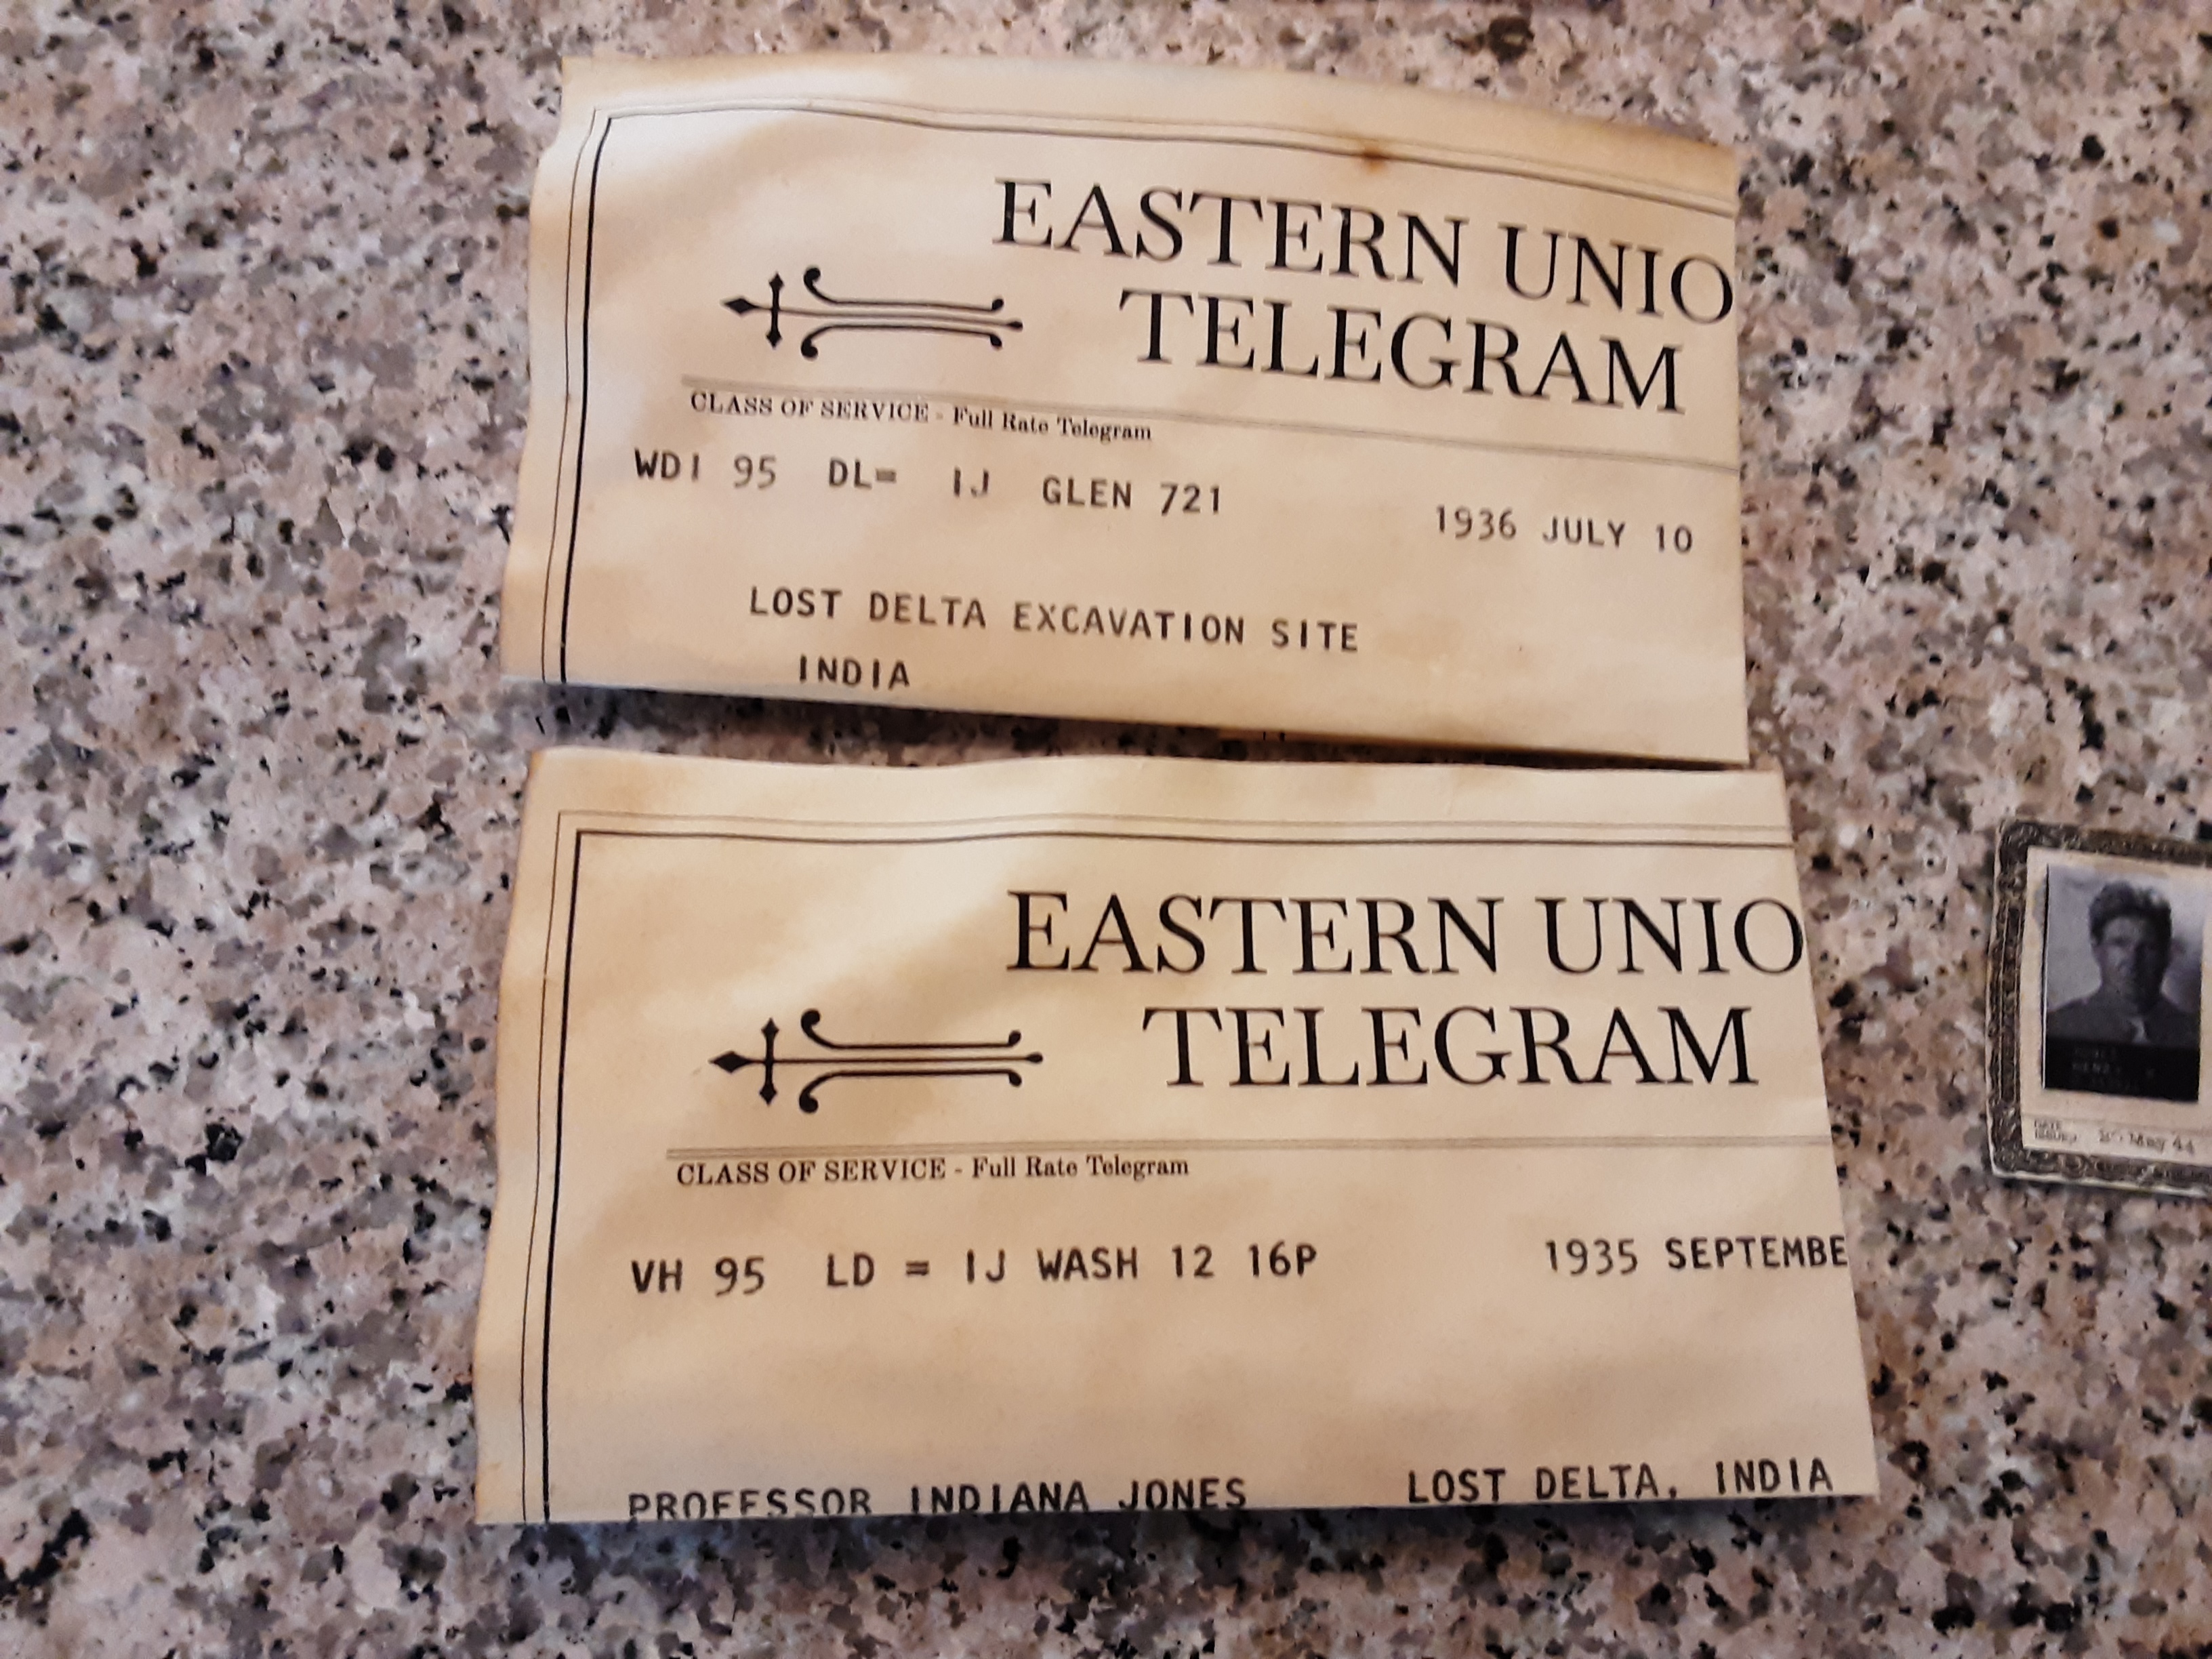 EASTERN UNIO
TELEGRAM
CLASS OF SERVICE - Full Rate Telegram
WDI 95 DL= IJ GLEN 721
1936 JULY 10
LOST DELTA EXCAVATION SITE
INDIA
EASTERN UNIO
TELEGRAM
CLASS OF SERVICE - Full Rate Telegram
VH 95 LD = IJ WASH 12 16P
1935 SEPTEMBE
PROFESSOR INDIANA JONES
LOST DELTA, INDIA
May 44